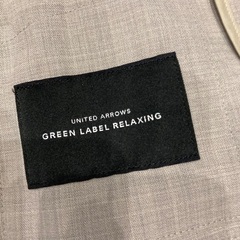 UNITED ARROWS
GREEN LABEL RELAXING